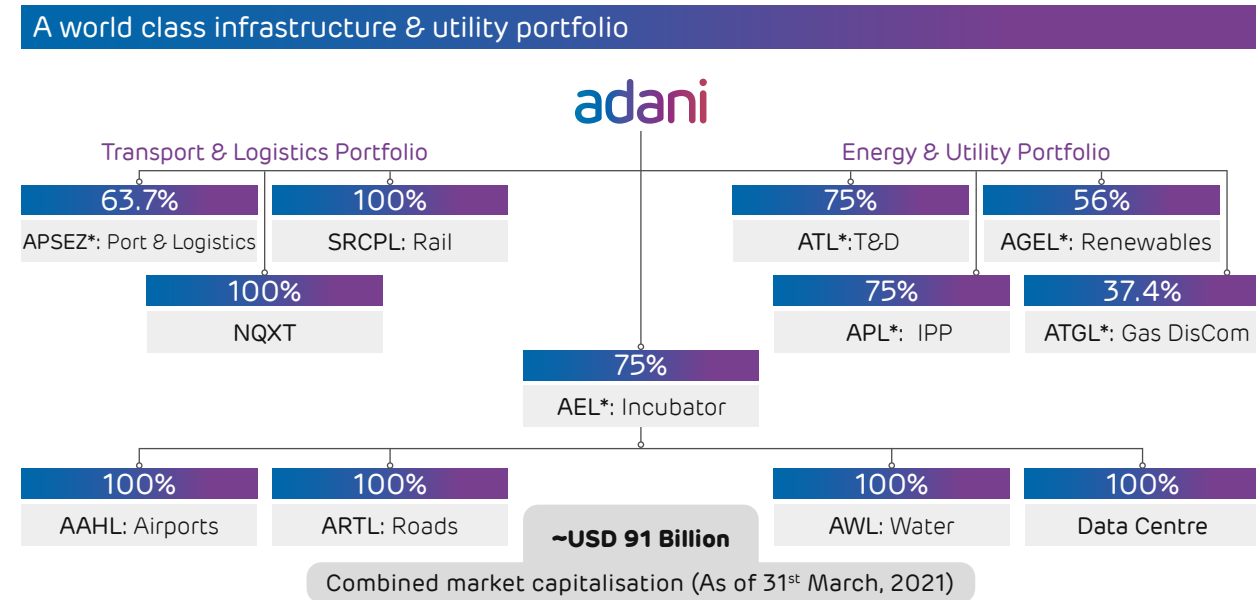 A world class infrastructure & utility portfolio
adani
Transport & Logistics Portfolio
Energy & Utility Portfolio
63.7%
APSEZ*: Port & Logistics
100%
SRCPL: Rail
75%
ATL*:T&D
56%
AGEL*: Renewables
100%
NQXT
75%
APL*: IPP
37.4%
ATGL*: Gas DisCom
75%
AEL*: Incubator
100%
AAHL: Airports
100%
ARTL: Roads
100%
AWL: Water
100%
Data Centre
~USD 91 Billion
Combined market capitalisation (As of 31st March, 2021)